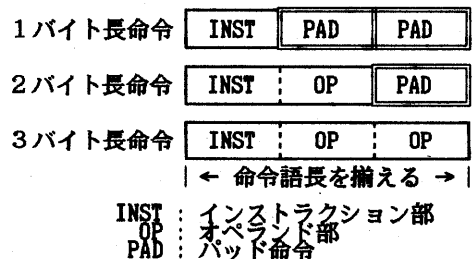 1バイト長命令 INST PAD PAD
2バイト長命令 INST OP PAD
3バイト長命令 INST OP OP
← 命令語長を揃える →
INST : インストラクション部
OP : オペランド部
PAD : パッド命令